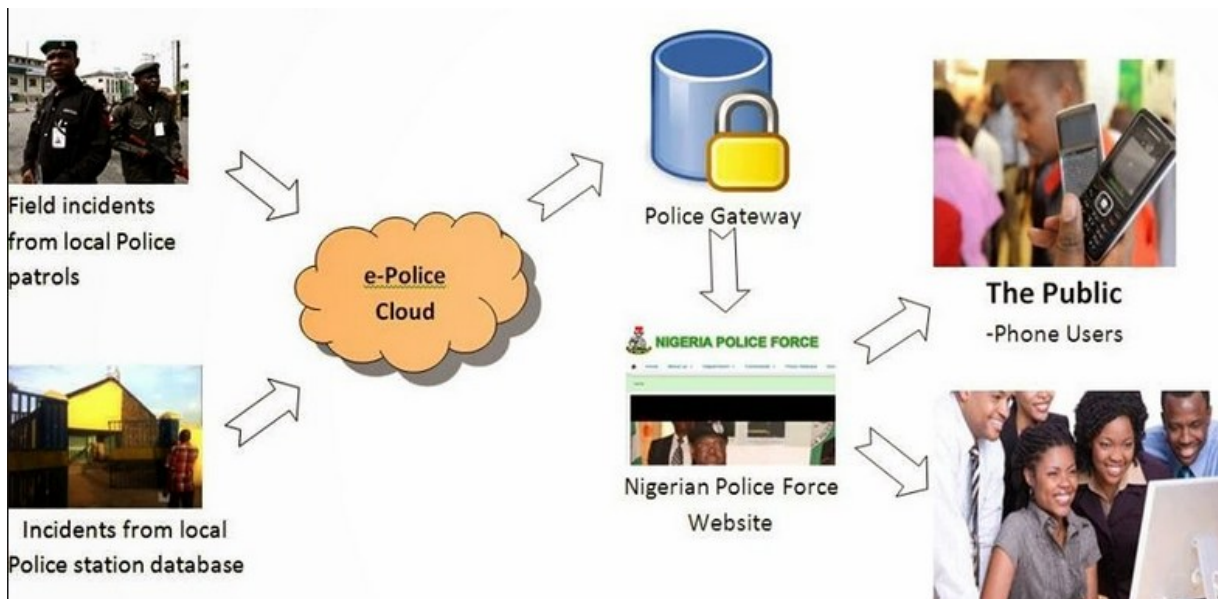 Field incidents
from local Police
patrols
Incidents from local
Police station database
e-Police
Cloud
Police Gateway
NIGERIA POLICE FORCE
Nigerian Police Force
Website
The Public
-Phone Users